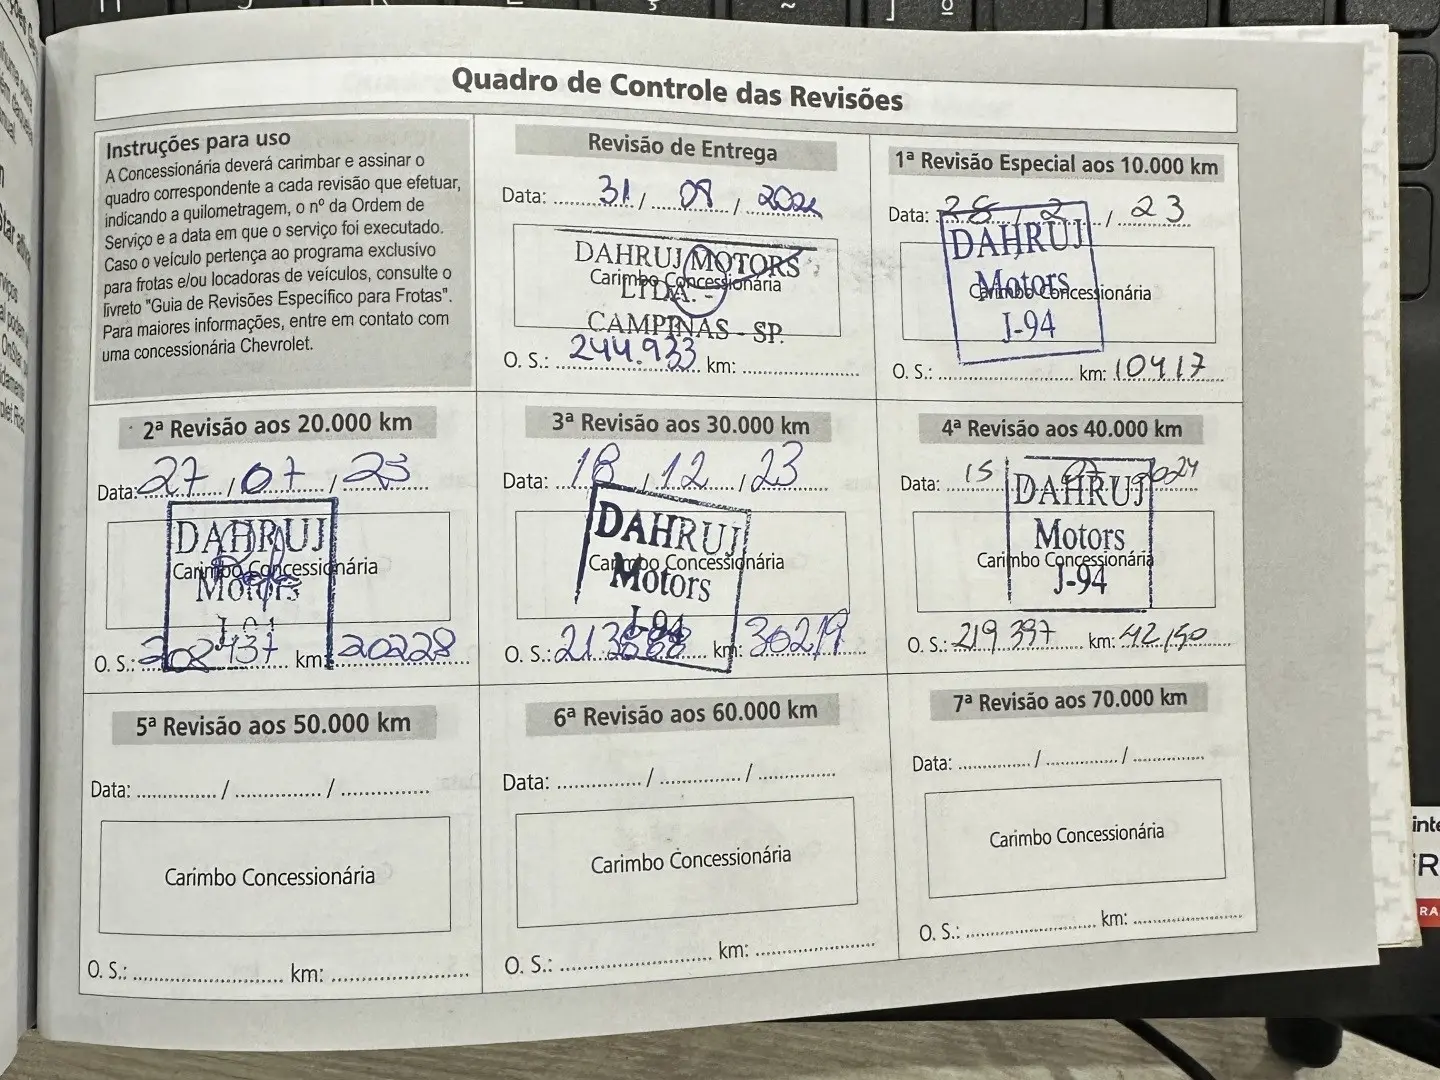 Quadro de Controle das Revisões
Instruções para uso
A Concessionária deverá carimbar e assinar o
quadro correspondente a cada revisão que efetuar,
indicando a quilometragem, o nº da Ordem de
Serviço e a data em que o serviço foi executado.
Caso o veículo pertença ao programa exclusivo
para frotas e/ou locadoras de veículos, consulte o
livreto "Guia de Revisões Específico para Frotas".
Para maiores informações, entre em contato com
uma concessionária Chevrolet.
Revisão de Entrega
Data: 31 / 08 /
DAHRUJ MOTORS
Carimbo Concessionária
LTDA. -
CAMPINAS - SP.
O. S.: 244.933 km:
1ª Revisão Especial aos 10.000 km
Data: 28 / 2 / 23
DAHRUJ
Motors
Carimbo Concessionária
J-94
O. S.: km: 10417
2ª Revisão aos 20.000 km
Data: 27 / 07 / 23
DAHRUJ
Carimbo Concessionária
Motors
J-94
O. S.: 208437 km: 20228
3ª Revisão aos 30.000 km
Data: 18 / 12 / 23
DAHRUJ
Carimbo Concessionária
Motors
J-94
O. S.: km: 30219
4ª Revisão aos 40.000 km
Data: 15 2024
DAHRUJ
Motors
Carimbo Concessionária
J-94
O. S.: 219.397 km: 42,150
5ª Revisão aos 50.000 km
Data: / /
Carimbo Concessionária
O. S.: km:
6ª Revisão aos 60.000 km
Data: / /
Carimbo Concessionária
O. S.: km:
7ª Revisão aos 70.000 km
Data: / /
Carimbo Concessionária
O. S.: km: